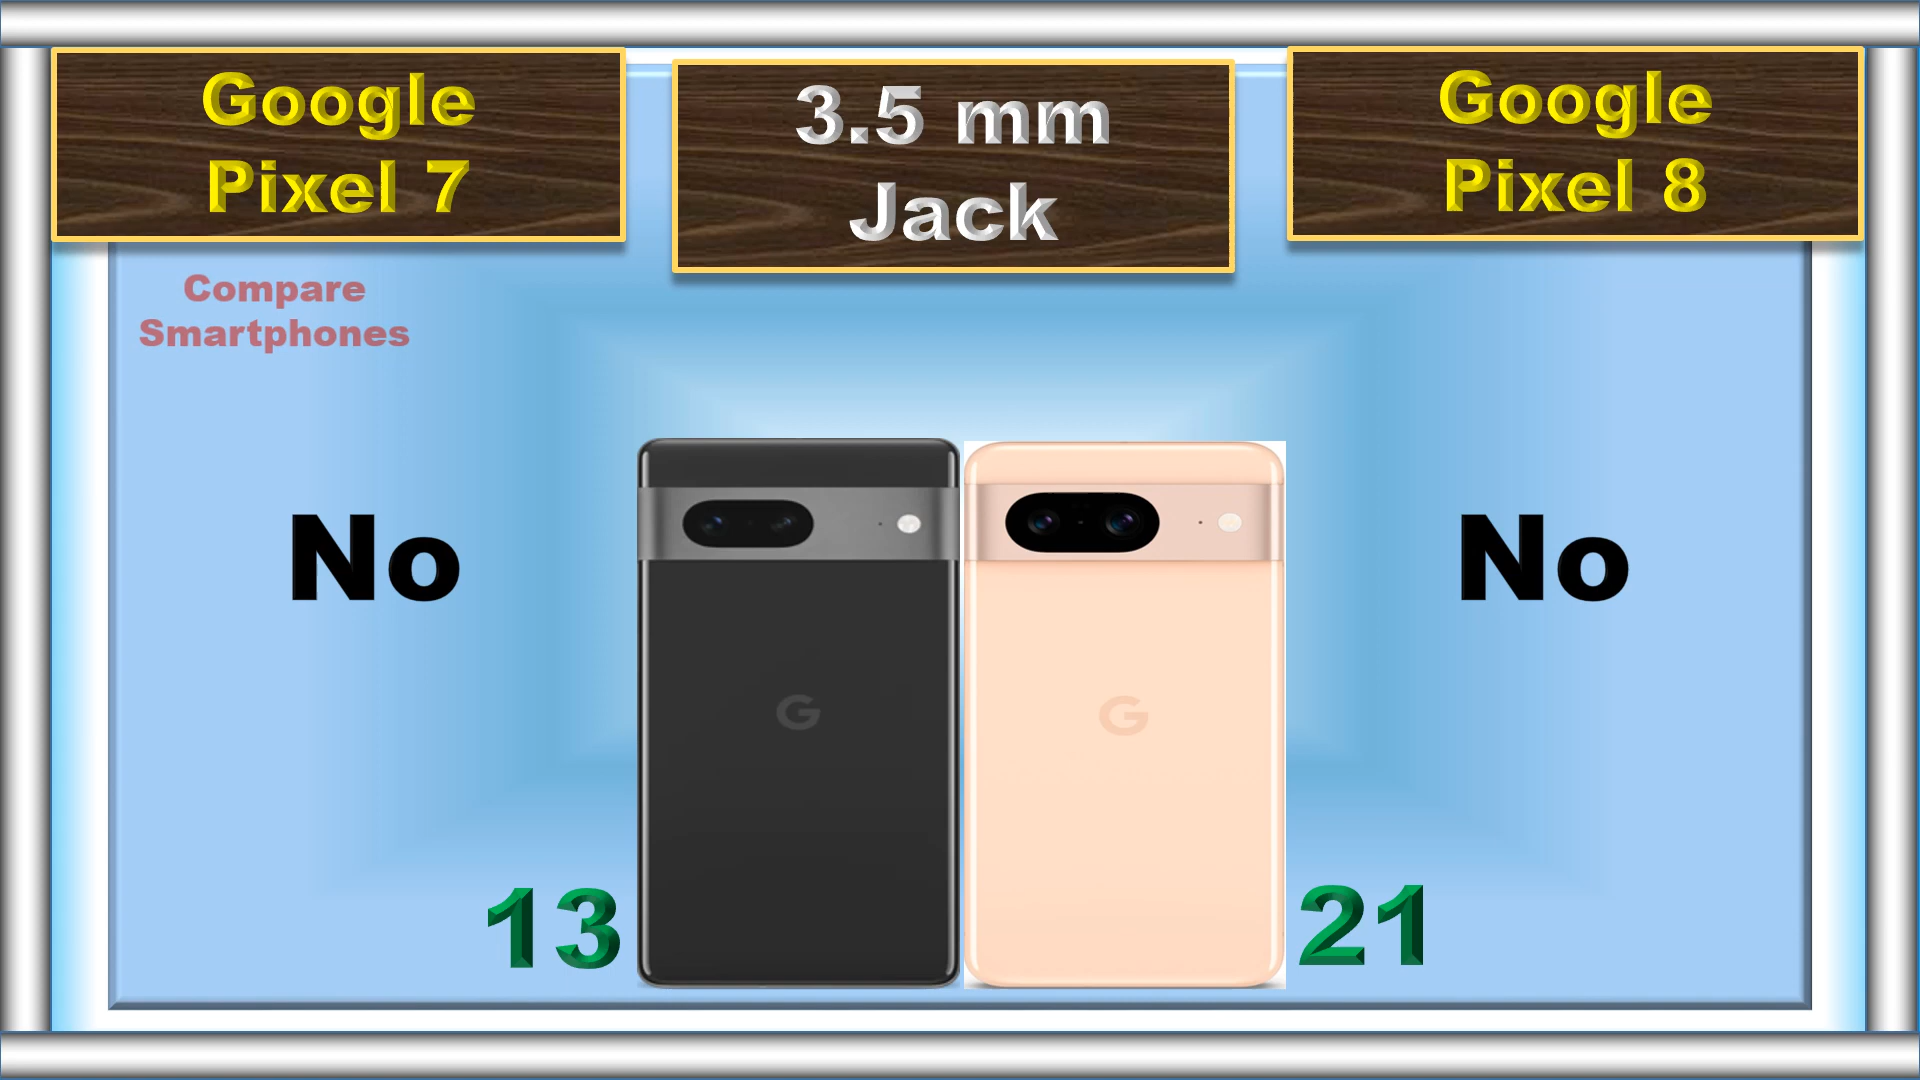 Google
Pixel 7
3.5 mm
Jack
Google
Pixel 8
Compare
Smartphones
No
No
G
G
13
21